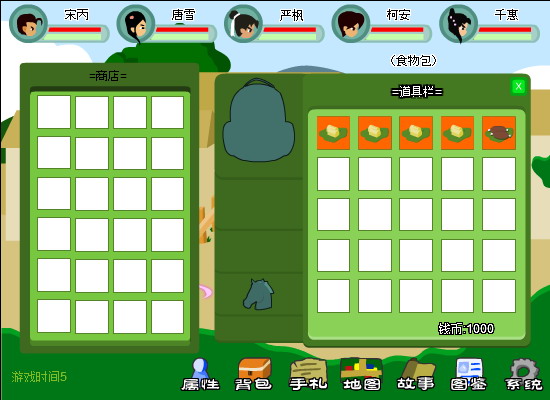 宋丙 唐雪 严枫 柯安 千惠
(食物包)
=商店=
=道具栏=
X
钱币:1000
游戏时间5
属性 背包 手札 地图 故事 图鉴 系统